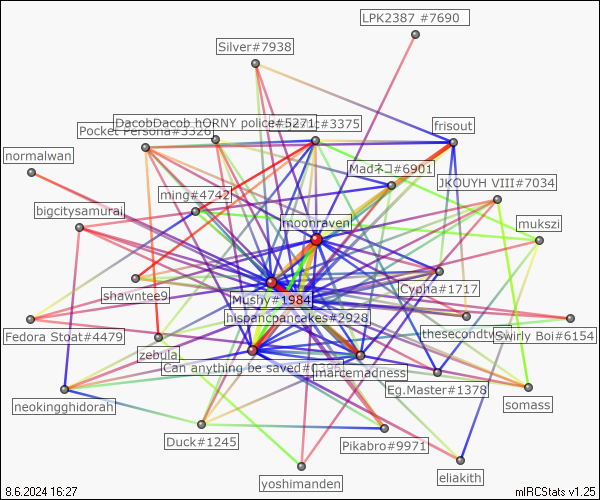 LPK2387 #7690
Silver#7938
DacobDacob hORNY police#5271
#3375
frisout
Pocket Persona#3326
normalwan
Madネコ#6901
JKOUYH VIII#7034
ming#4742
bigcitysamurai
moonraven
mukszi
shawntee9
Mushy#1984
Cypha#1717
hispancpancakes#2928
Fedora Stoat#4479
thesecondtwin
Swirly Boi#6154
zebula
Can anything be saved#0396
marcemadness
Eg.Master#1378
neokingghidorah
somass
Duck#1245
Pikabro#9971
yoshimanden
eliakith
8.6.2024 16:27
mIRCStats v1.25